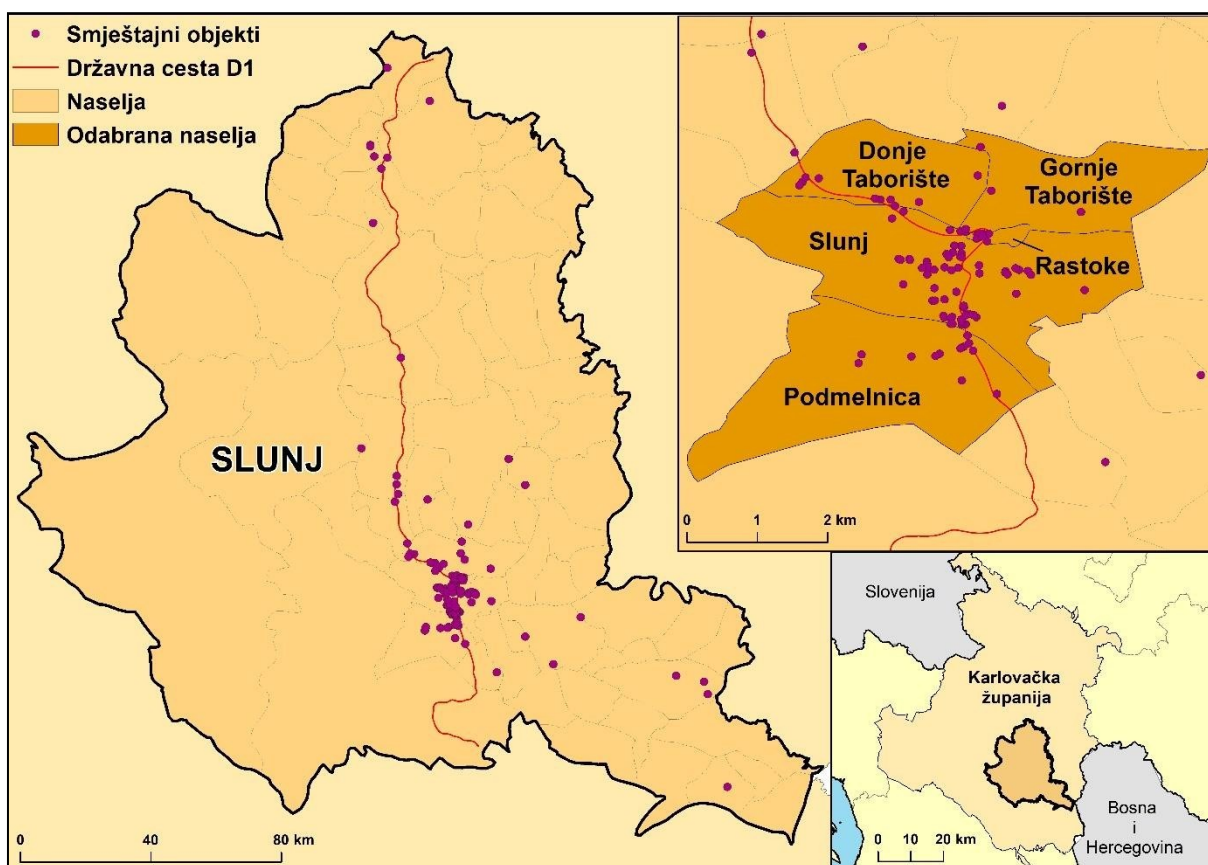 Smještajni objekti
Državna cesta D1
Naselja
Odabrana naselja
SLUNJ
0 40 80 km
Donje
Taborište
Gornje
Taborište
Slunj
Rastoke
Podmelnica
0 1 2 km
Slovenija
Karlovačka
županija
Bosna
i
Hercegovina
0 10 20 km